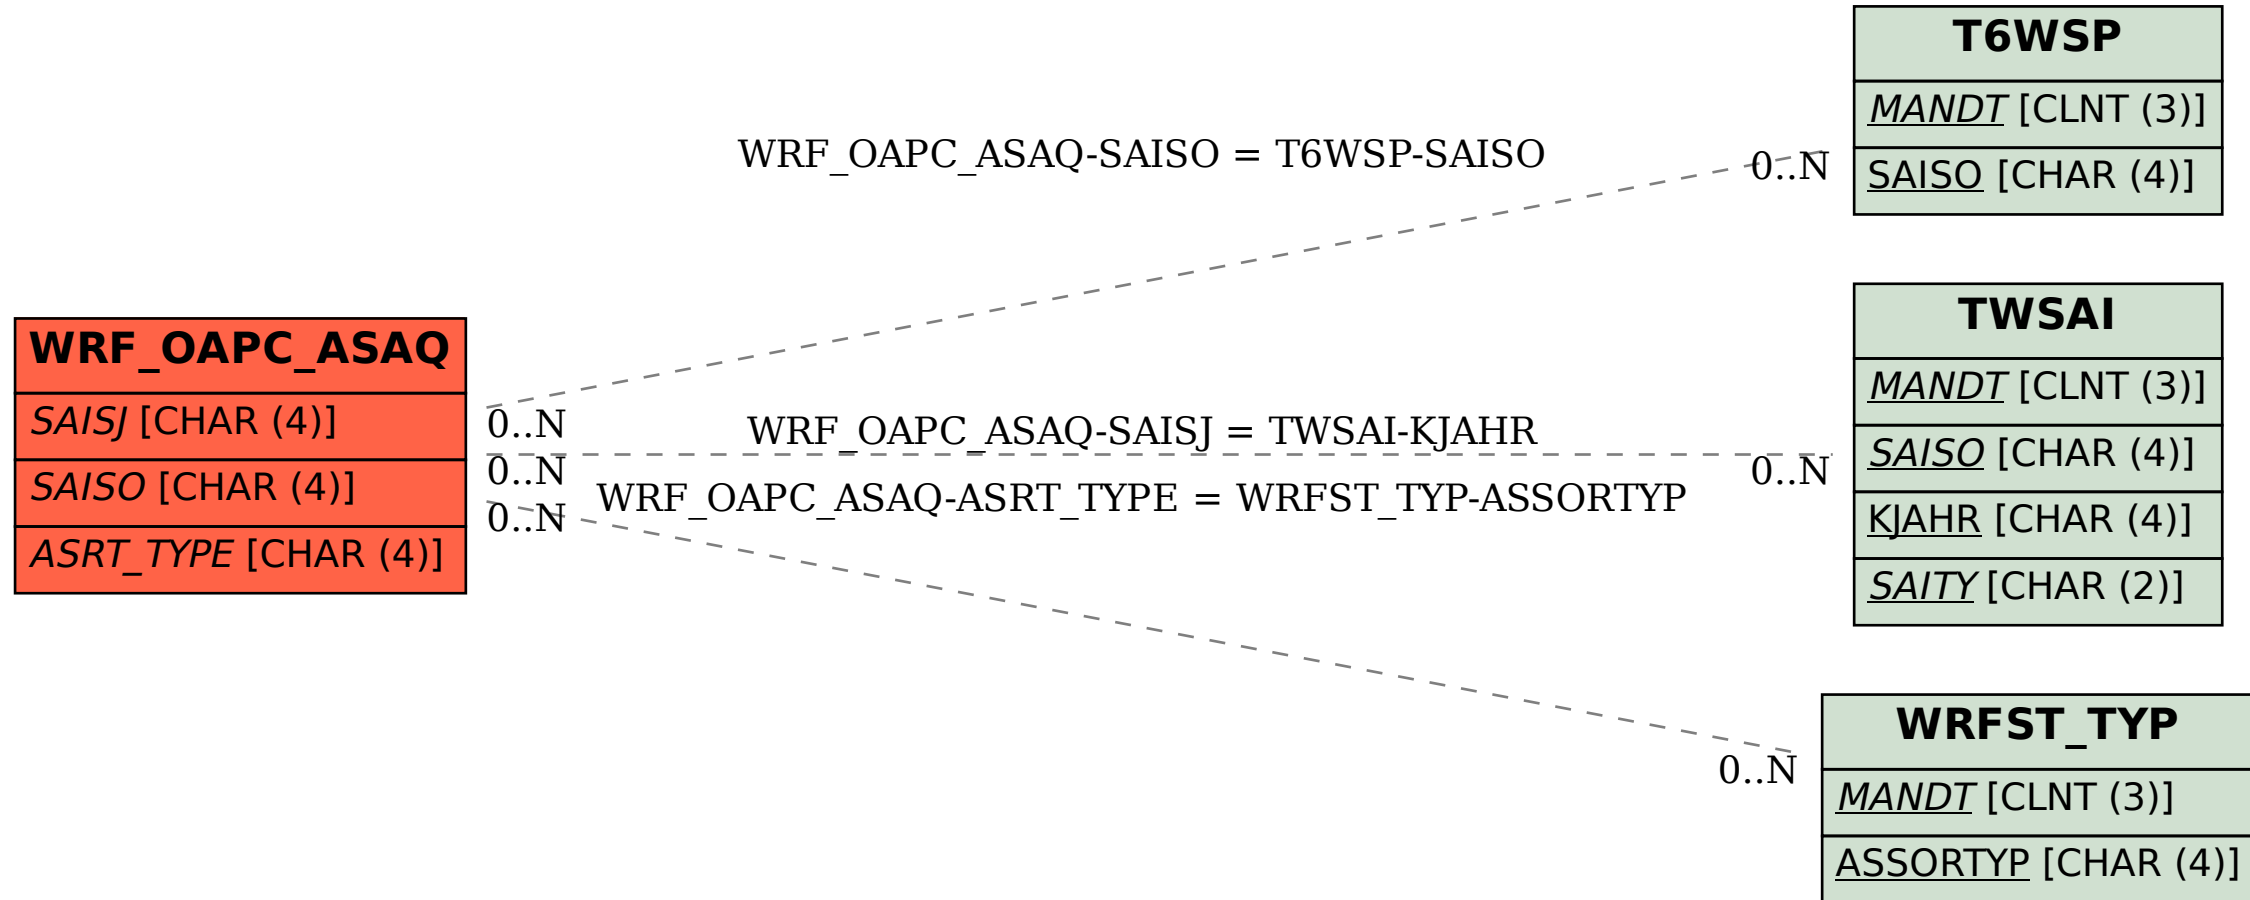 WRF_OAPC_ASAQ
SAISJ [CHAR (4)]
SAISO [CHAR (4)]
ASRT_TYPE [CHAR (4)]
WRF_OAPC_ASAQ-SAISO = T6WSP-SAISO
0..N
0..N
WRF_OAPC_ASAQ-SAISJ = TWSAI-KJAHR
0..N
0..N
WRF_OAPC_ASAQ-ASRT_TYPE = WRFST_TYP-ASSORTYP
0..N
0..N
T6WSP
MANDT [CLNT (3)]
SAISO [CHAR (4)]
TWSAI
MANDT [CLNT (3)]
SAISO [CHAR (4)]
KJAHR [CHAR (4)]
SAITY [CHAR (2)]
WRFST_TYP
MANDT [CLNT (3)]
ASSORTYP [CHAR (4)]